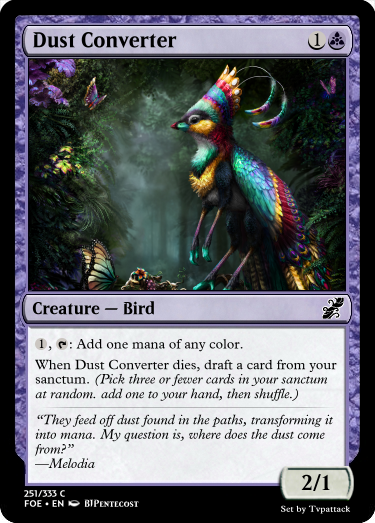 Dust Converter
1
Creature — Bird
1, : Add one mana of any color.
When Dust Converter dies, draft a card from your
sanctum. (Pick three or fewer cards in your sanctum
at random. add one to your hand, then shuffle.)
"They feed off dust found in the paths, transforming it
into mana. My question is, where does the dust come
from?"
—Melodia
2/1
251/333 C
FOE • EN BJPentecost
Set by Tvpattack